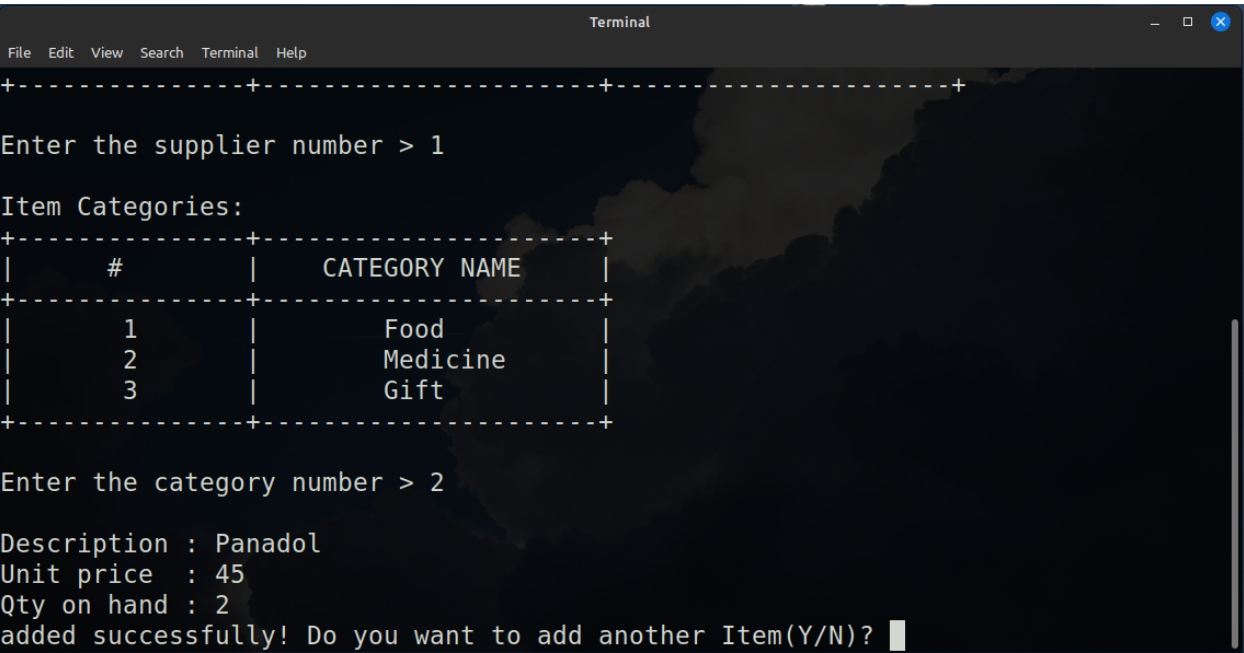 Terminal
File Edit View Search Terminal Help
+---------------+----------------------+----------------------+
Enter the supplier number > 1
Item Categories:
+---------------+----------------------+
|       #        |    CATEGORY NAME     |
+---------------+----------------------+
|       1       |        Food          |
|       2       |        Medicine      |
|       3       |        Gift          |
+---------------+----------------------+
Enter the category number > 2
Description : Panadol
Unit price  : 45
Qty on hand : 2
added successfully! Do you want to add another Item(Y/N)?